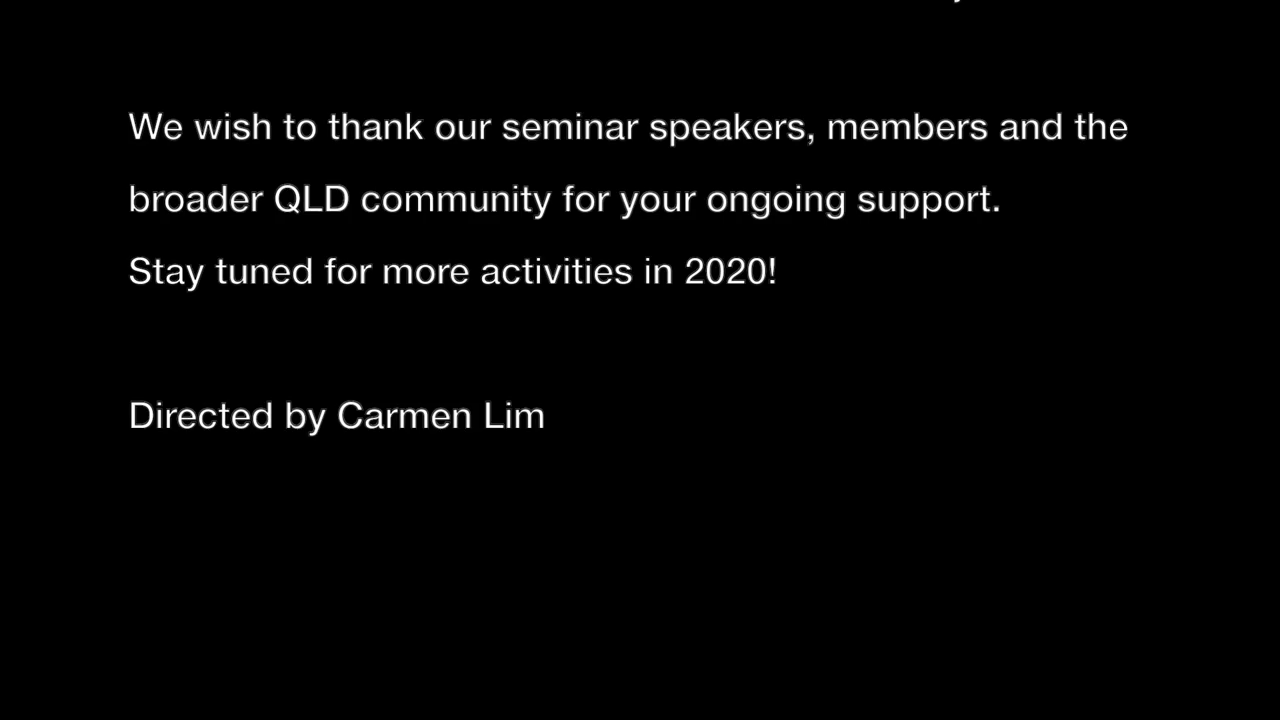 We wish to thank our seminar speakers, members and the
broader QLD community for your ongoing support.
Stay tuned for more activities in 2020!
Directed by Carmen Lim